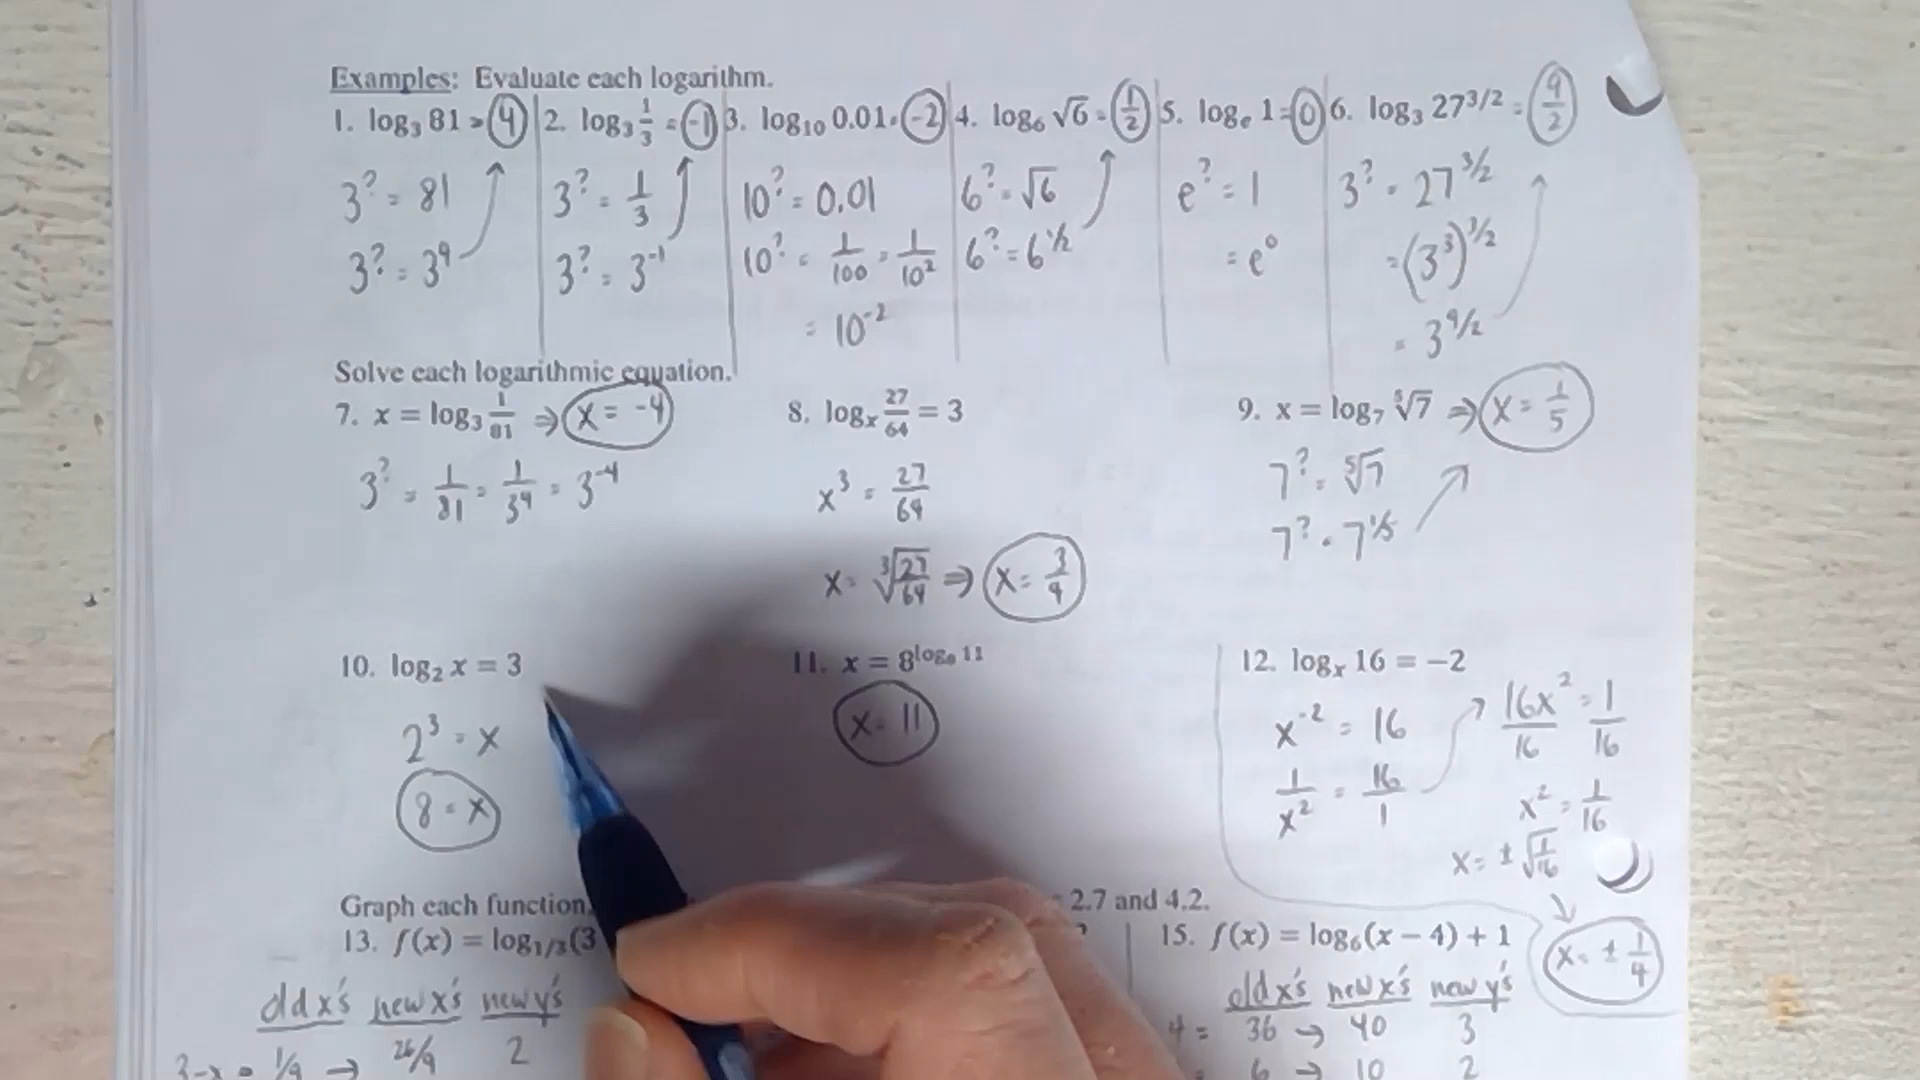 Examples: Evaluate each logarithm.
1. log₃ 81 = 4
3^? = 81
3^? = 3⁴
2. log₃ 1/3 = -1
3^? = 1/3
3^? = 3⁻¹
3. log₁₀ 0.01 = -2
10^? = 0.01
10^? = 1/100 = 1/10²
= 10⁻²
4. log₆ √6 = 1/2
6^? = √6
6^? = 6^(1/2)
5. logₑ 1 = 0
e^? = 1
= e⁰
6. log₃ 27^(3/2) = 9/2
3^? = 27^(3/2)
= (3³)^(3/2)
= 3^(9/2)
Solve each logarithmic equation.
7. x = log₃ 1/81 ⇒ x = -4
3^? = 1/81 = 1/3⁴ = 3⁻⁴
8. logₓ 27/64 = 3
x³ = 27/64
x = ∛(27/64) ⇒ x = 3/4
9. x = log₇ ⁵√7 ⇒ x = 1/5
7^? = ⁵√7
7^? = 7^(1/5)
10. log₂ x = 3
2³ = x
8 = x
11. x = 8^(log₈ 11)
x = 11
12. logₓ 16 = −2
x⁻² = 16
1/x² = 16/1
16x²/16 = 1/16
x² = 1/16
x = ± √(1/16)
x = ± 1/4
Graph each function
2.7 and 4.2.
13. f(x) = log₁/₃(3
old x's new x's new y's
3-x = 1/9 → 26/9 2
15. f(x) = log₆(x − 4) + 1
old x's new x's new y's
= 36 → 40 3
= 6 → 10 2